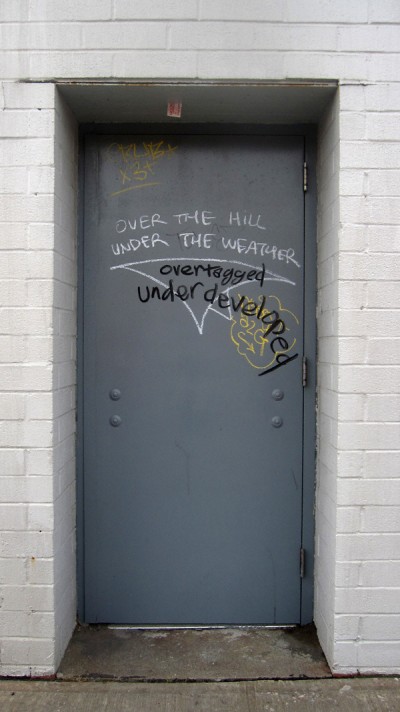 OVER THE HILL
UNDER THE WEATHER
overtagged
underdeveloped